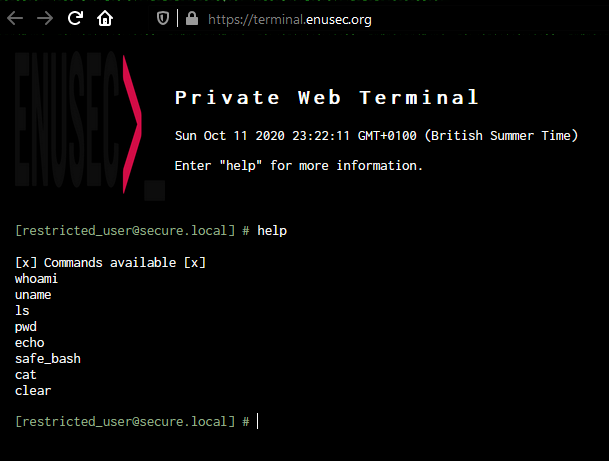 https://terminal.enusec.org
ENUSEC
Private Web Terminal
Sun Oct 11 2020 23:22:11 GMT+0100 (British Summer Time)
Enter "help" for more information.
[restricted_user@secure.local] # help
[x] Commands available [x]
whoami
uname
ls
pwd
echo
safe_bash
cat
clear
[restricted_user@secure.local] #